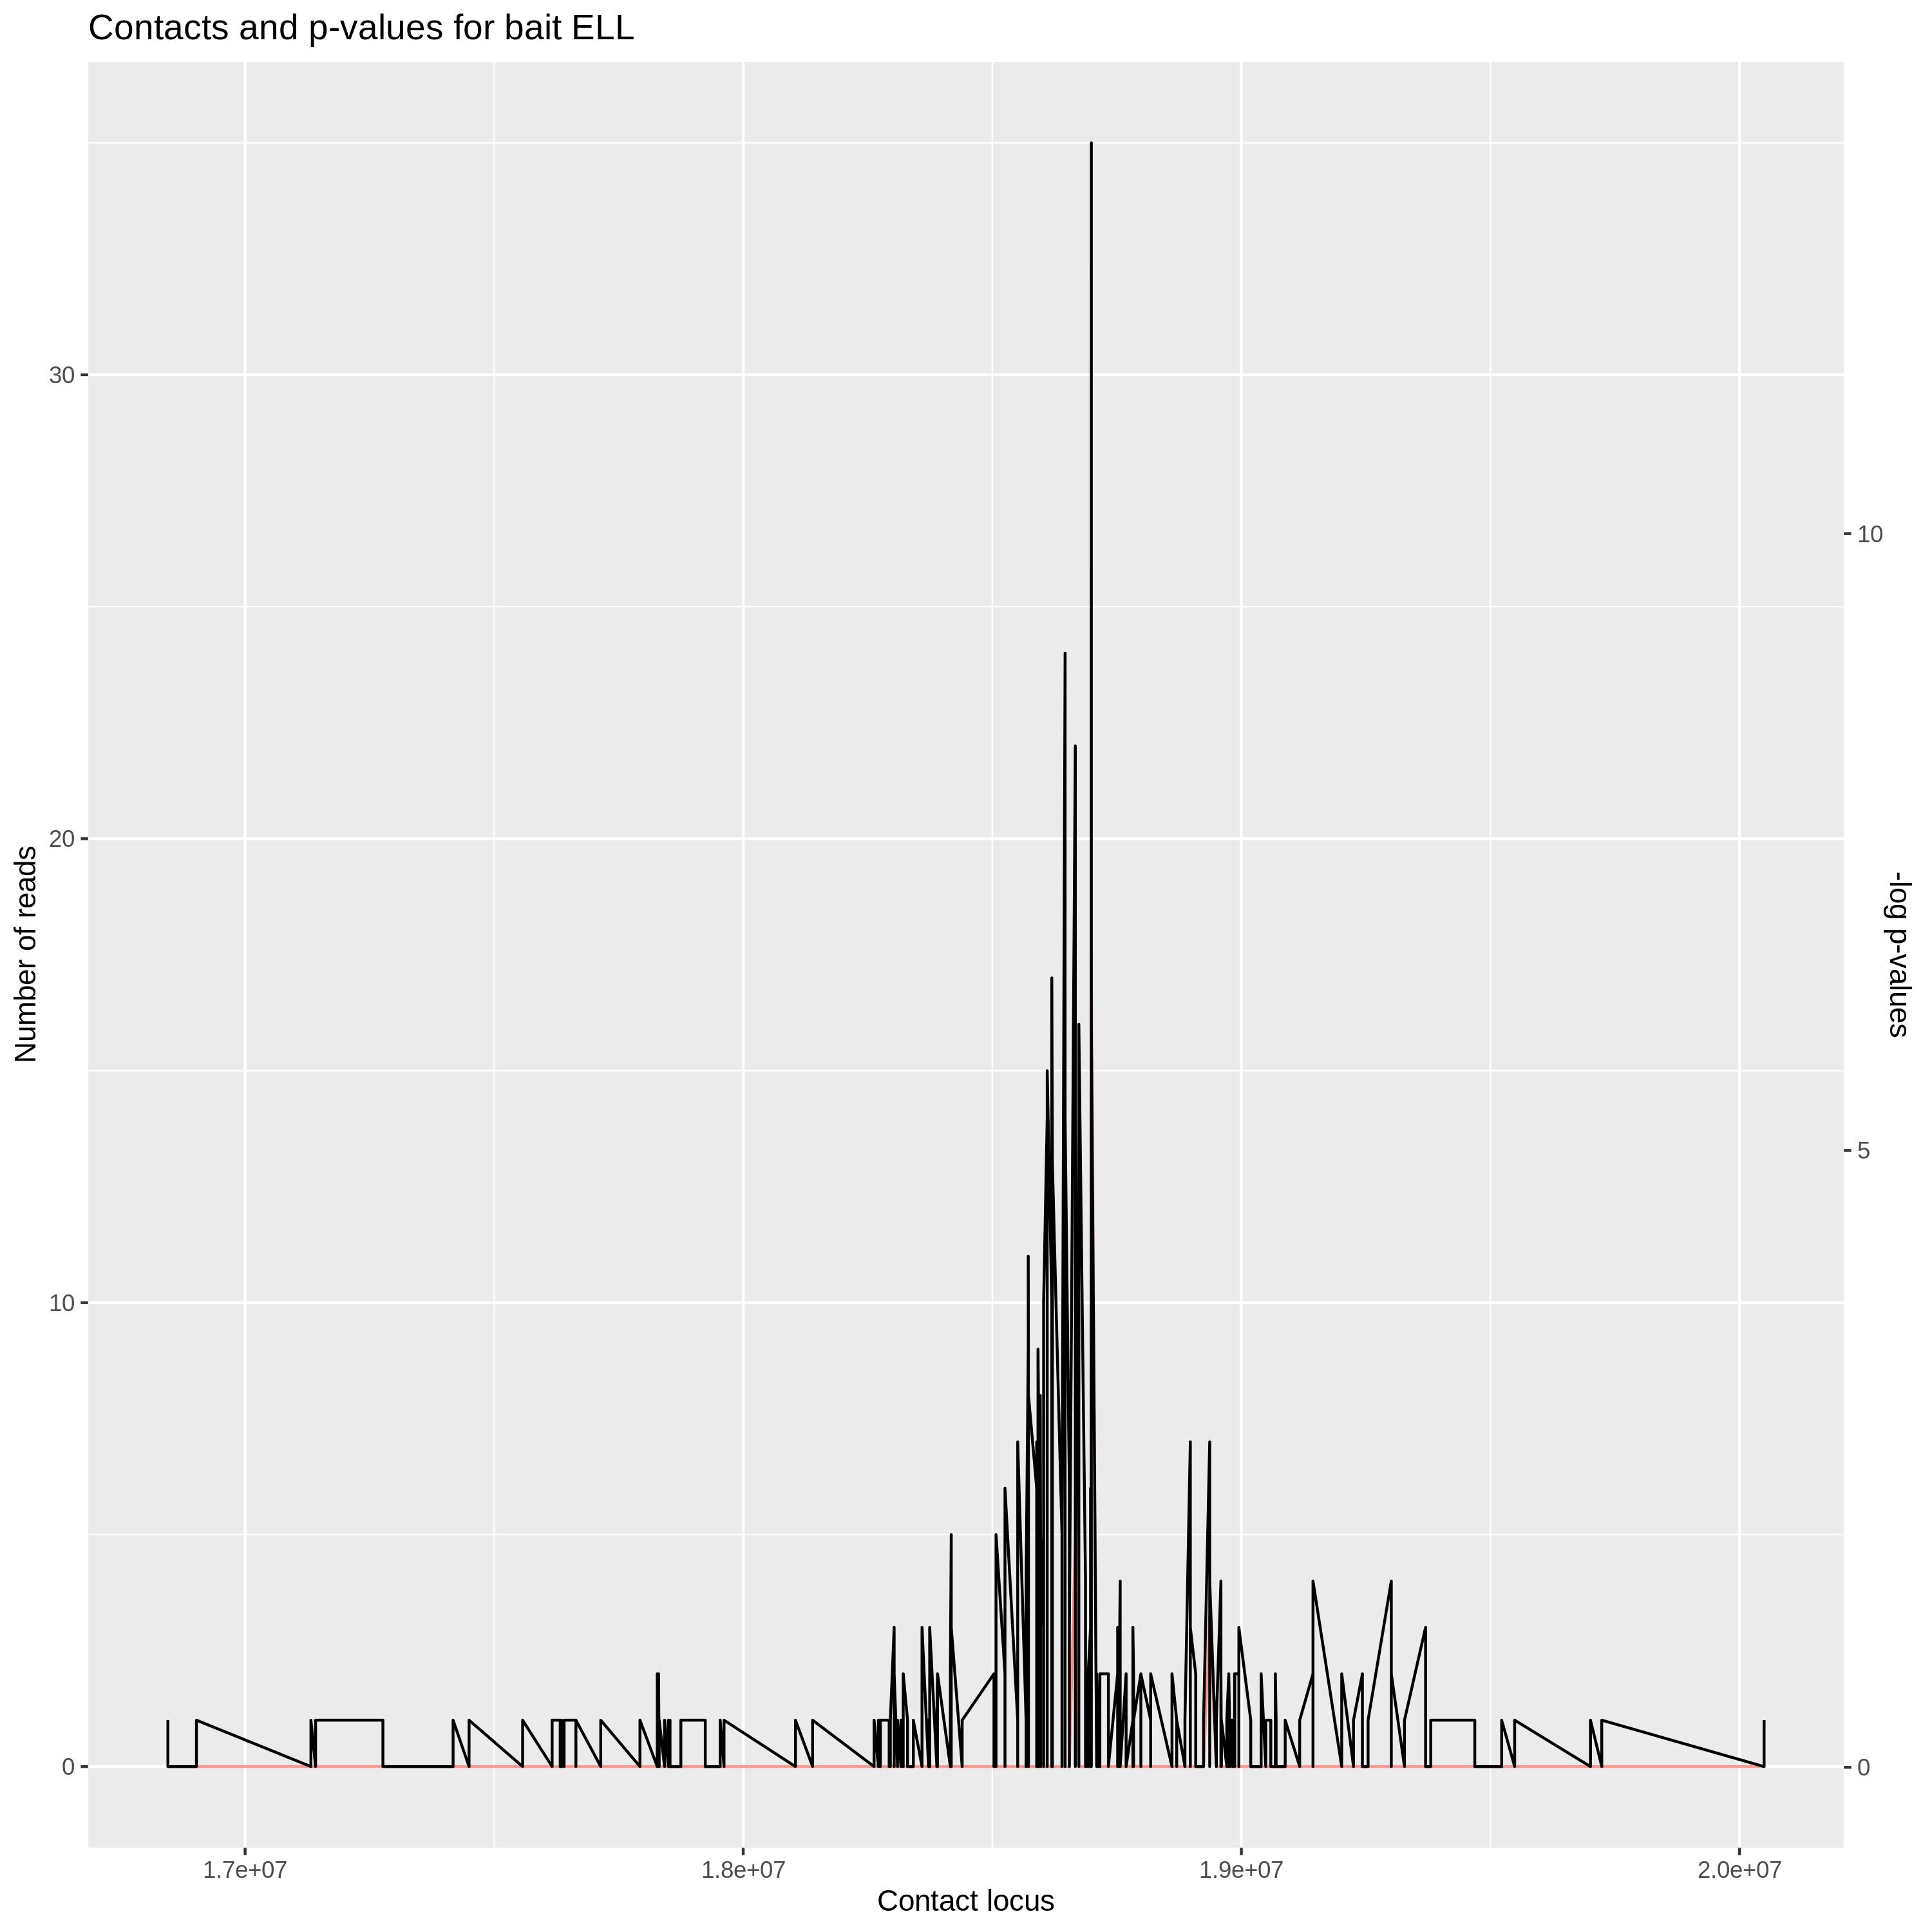 Contacts and p-values for bait ELL
30
20
10
0
Number of reads
10
5
0
-log p-values
1.7e+07 1.8e+07 1.9e+07 2.0e+07
Contact locus